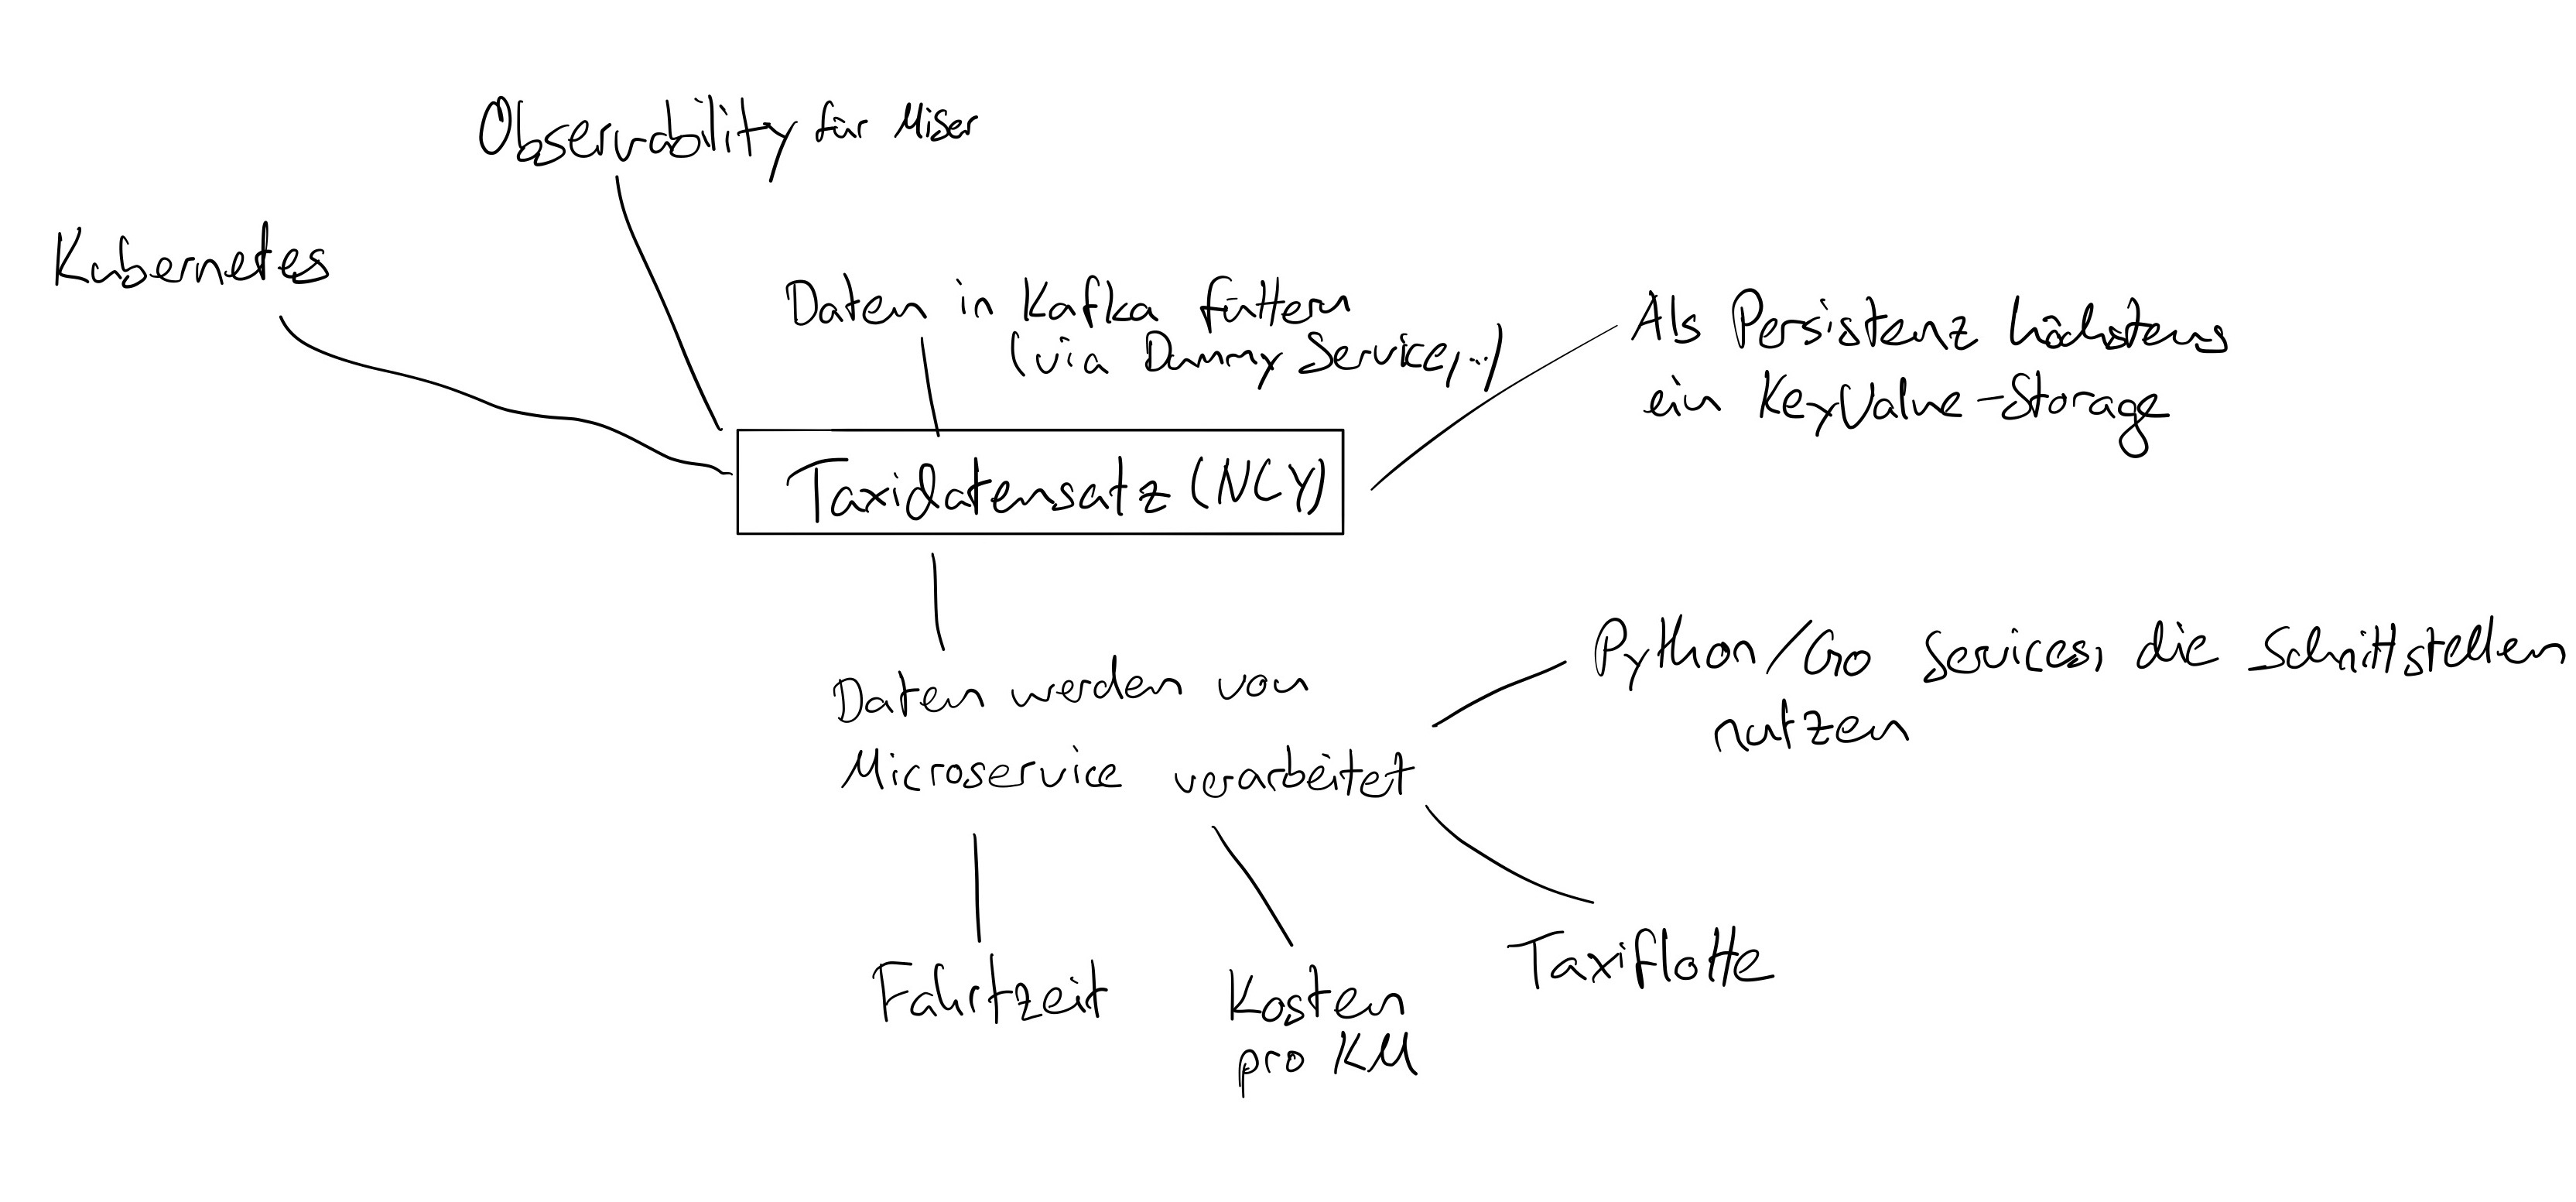 Observability für Miser
Kubernetes
Daten in Kafka füttern
(via Dummy Service,...)
Als Persistenz höchstens
ein KeyValue-Storage
Taxidatensatz (NCY)
Daten werden von
Microservice verarbeitet
Python/Go Services, die Schnittstellen
nutzen
Fahrtzeit
Kosten
pro KM
Taxiflotte